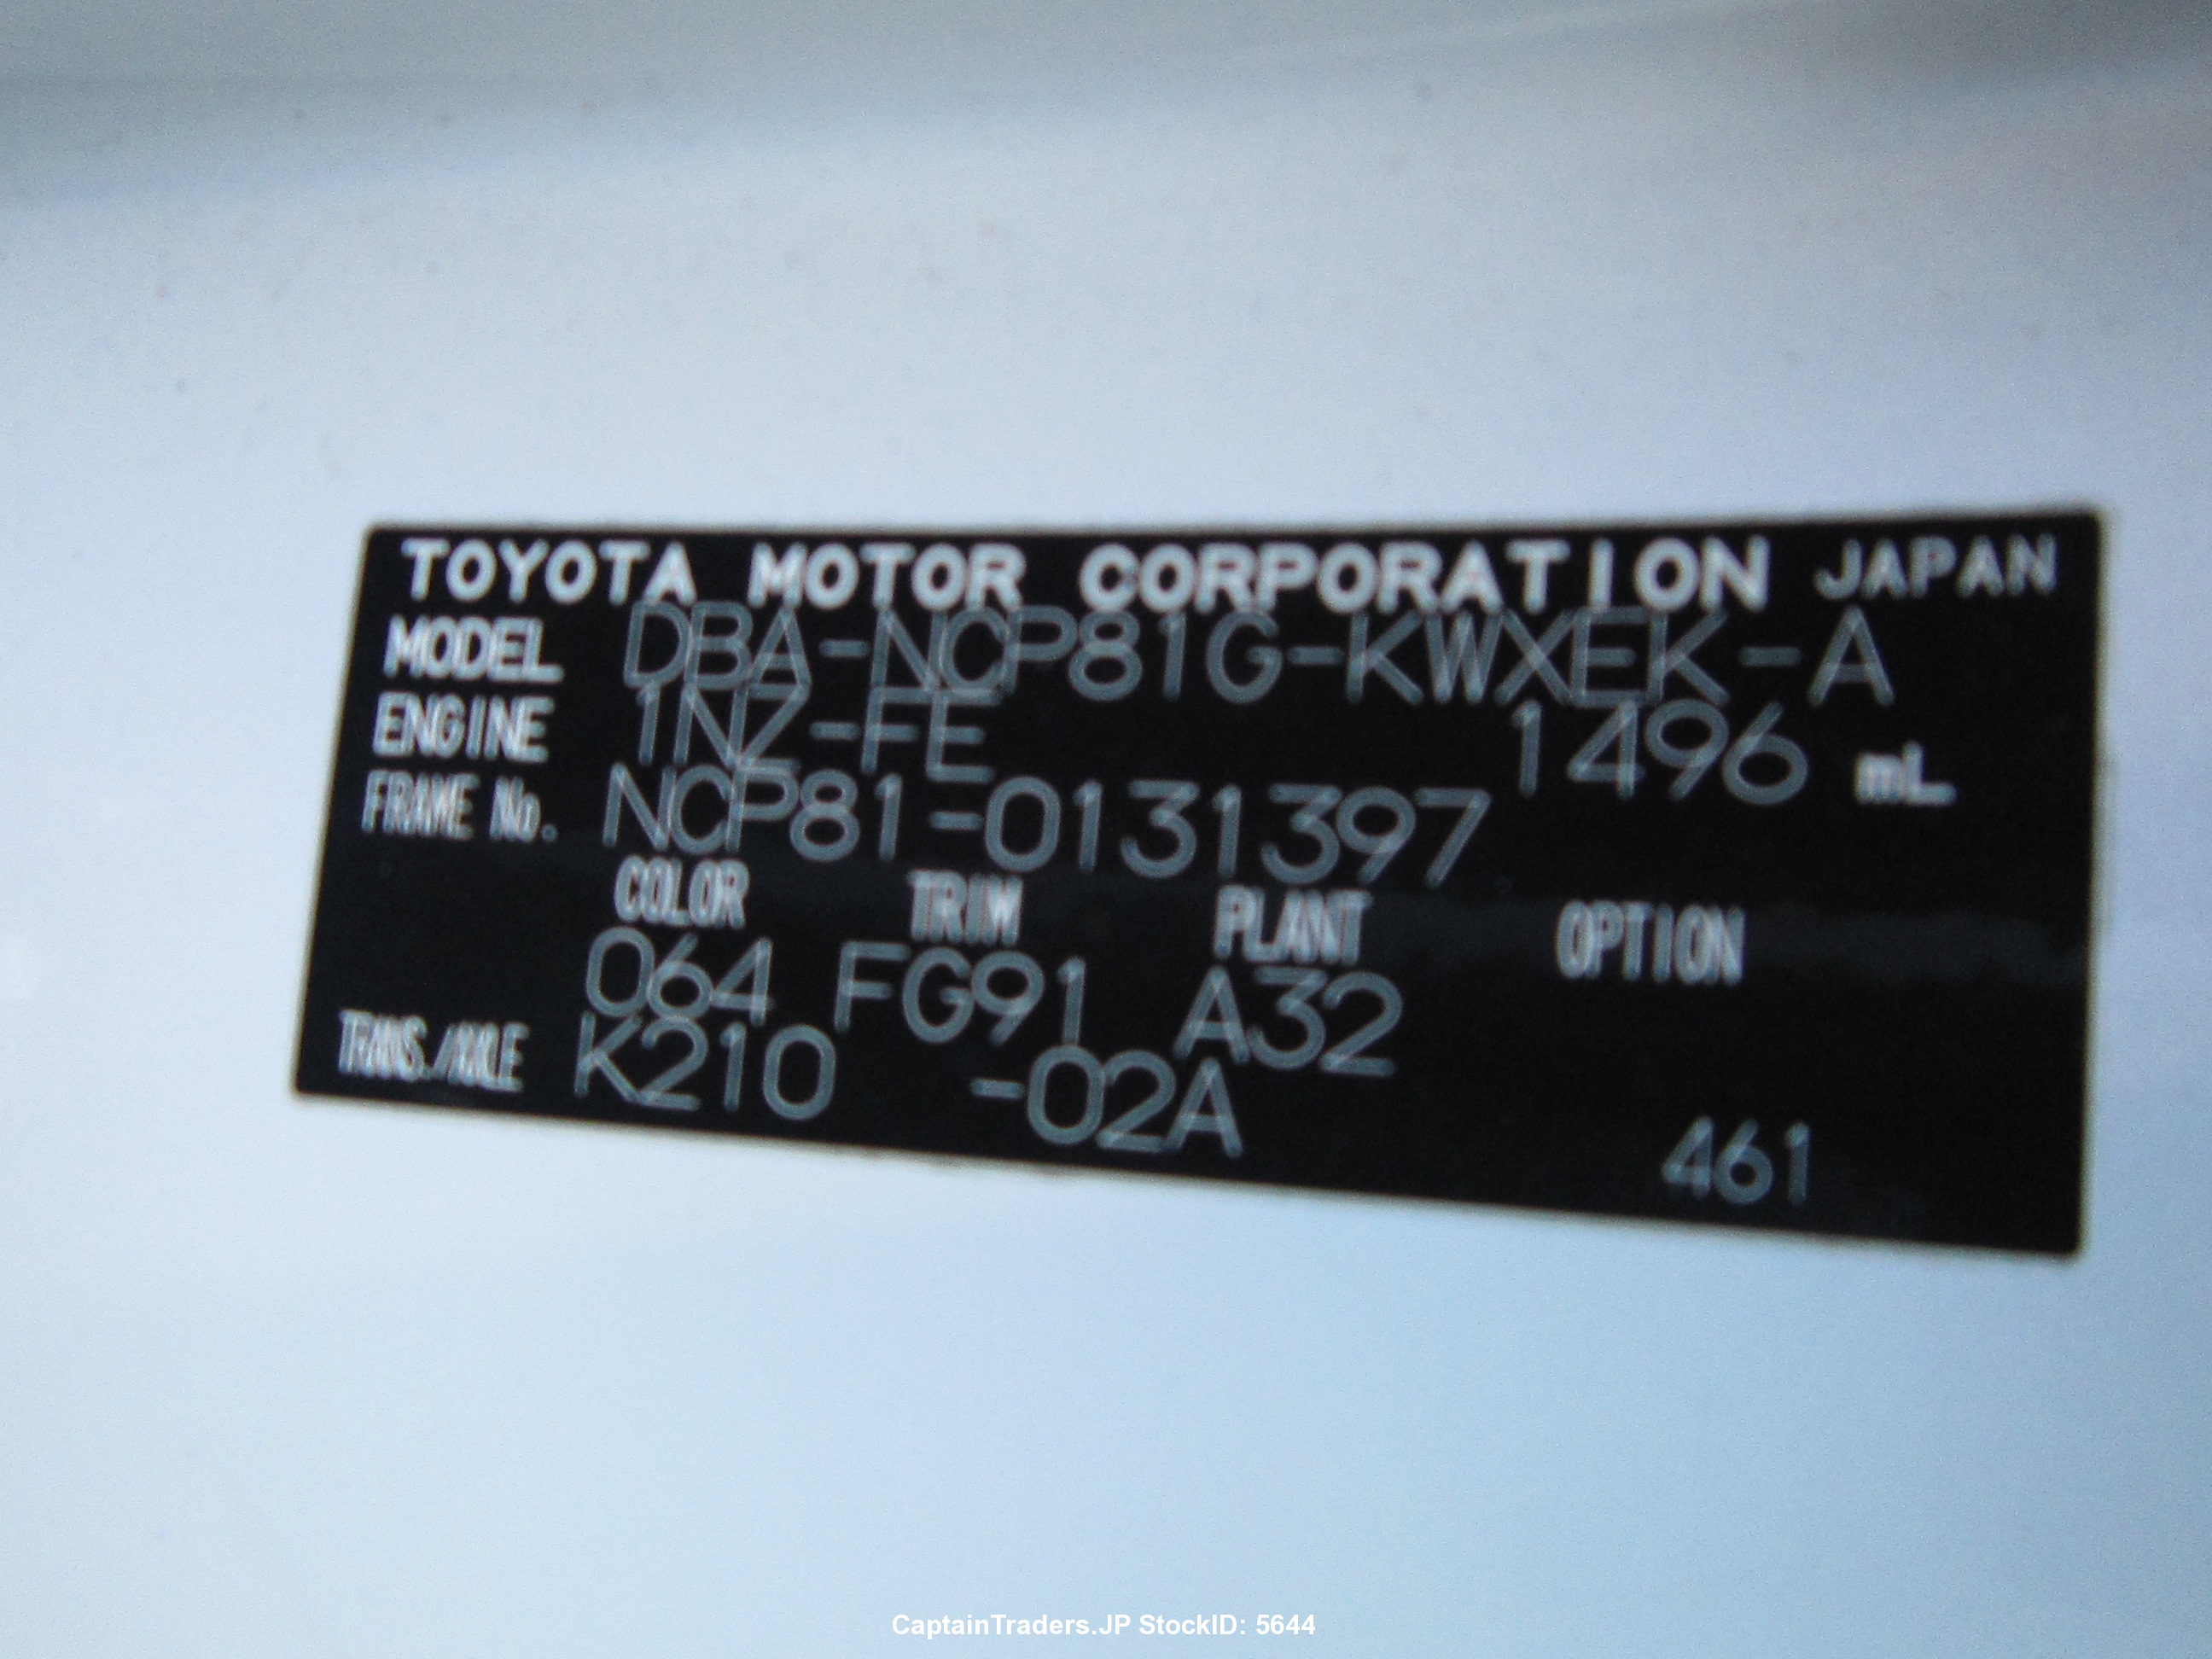 TOYOTA MOTOR CORPORATION JAPAN
MODEL DBA-NCP81G-KWXEK-A
ENGINE 1NZ-FE 1496 mL
FRAME No. NCP81-0131397
COLOR TRIM PLANT OPTION
064 FG91 A32
TRANS./AXLE K210 -02A
461
CaptainTraders.JP StockID: 5644